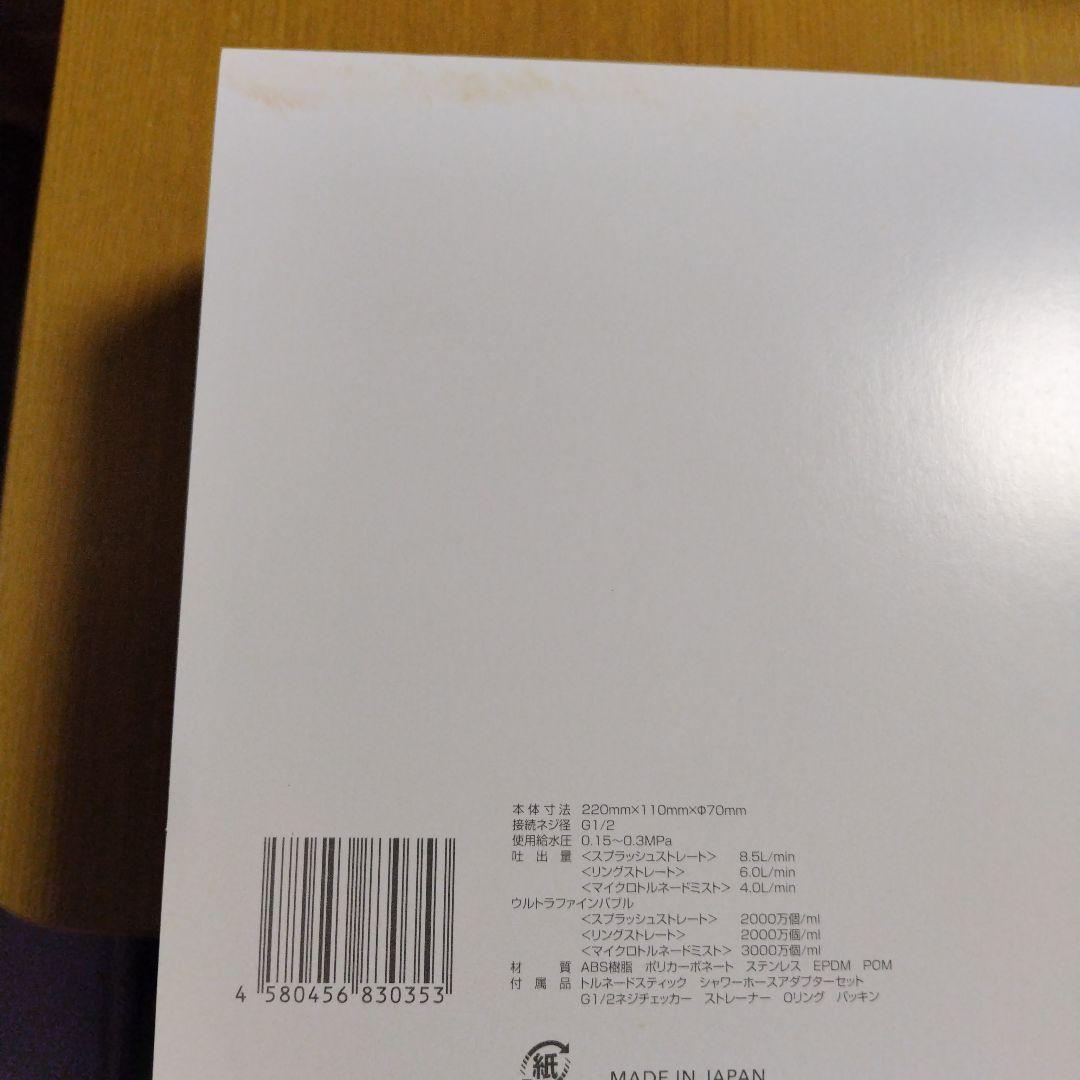 本体寸法 220mm×110mm×Φ70mm
接続ネジ径 G1/2
使用給水圧 0.15〜0.3MPa
吐出量 <スプラッシュストレート> 8.5L/min
<リングストレート> 6.0L/min
<マイクロトルネードミスト> 4.0L/min
ウルトラファインバブル
<スプラッシュストレート> 2000万個/ml
<リングストレート> 2000万個/ml
<マイクロトルネードミスト> 3000万個/ml
材質 ABS樹脂 ポリカーボネート ステンレス EPDM POM
付属品 トルネードスティック シャワーホースアダプターセット
G1/2ネジチェッカー ストレーナー Oリング パッキン
4 580456 830353
紙
MADE IN JAPAN